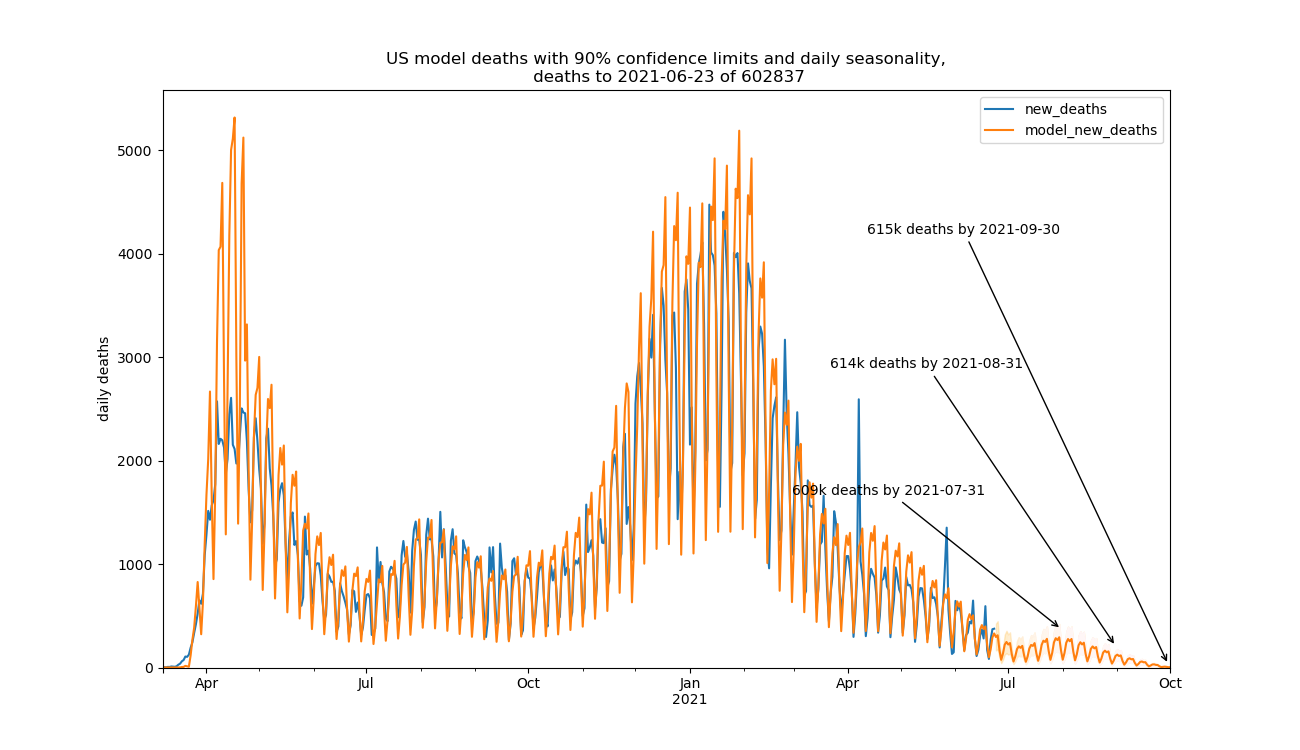 US model deaths with 90% confidence limits and daily seasonality,
deaths to 2021-06-23 of 602837
new_deaths
model_new_deaths
daily deaths
5000
4000
3000
2000
1000
0
615k deaths by 2021-09-30
614k deaths by 2021-08-31
609k deaths by 2021-07-31
Apr
Jul
Oct
Jan
2021
Apr
Jul
Oct